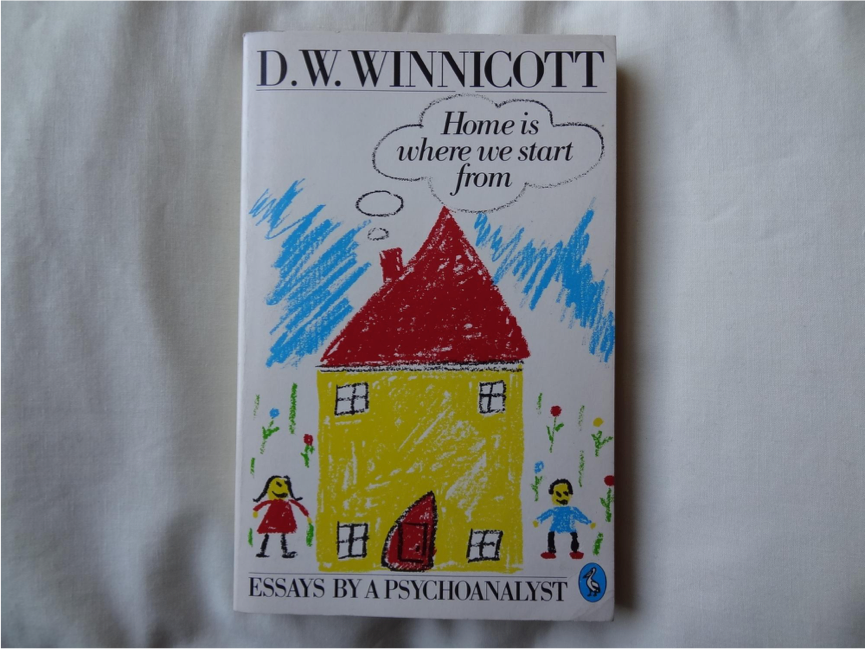 D.W. WINNICOTT
Home is
where we start
from
ESSAYS BY A PSYCHOANALYST